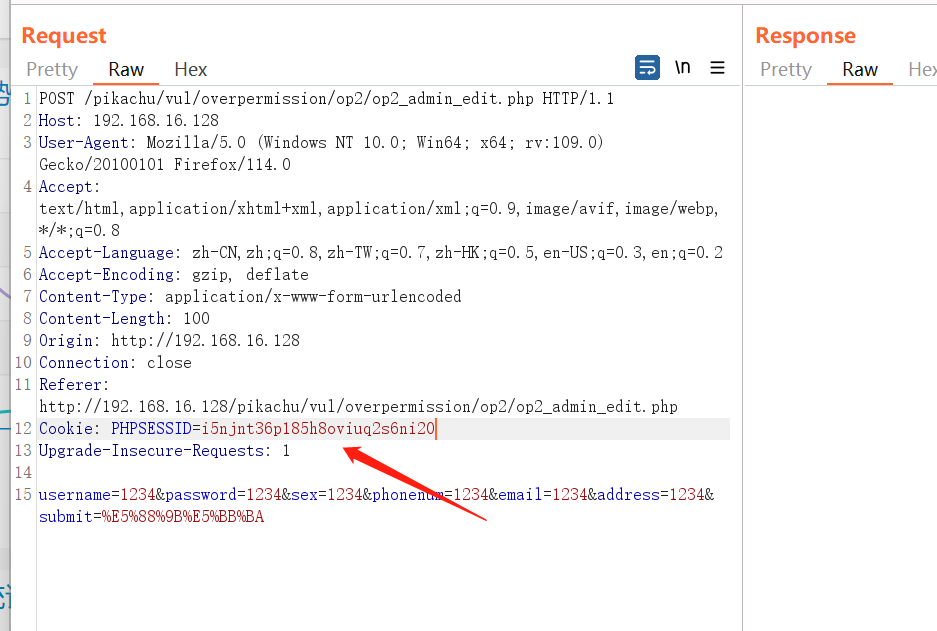 Request
Response
Pretty Raw Hex
\n
Pretty Raw Hex
1 POST /pikachu/vul/overpermission/op2/op2_admin_edit.php HTTP/1.1
2 Host: 192.168.16.128
3 User-Agent: Mozilla/5.0 (Windows NT 10.0; Win64; x64; rv:109.0)
Gecko/20100101 Firefox/114.0
4 Accept:
text/html,application/xhtml+xml,application/xml;q=0.9,image/avif,image/webp,
*/*;q=0.8
5 Accept-Language: zh-CN,zh;q=0.8,zh-TW;q=0.7,zh-HK;q=0.5,en-US;q=0.3,en;q=0.2
6 Accept-Encoding: gzip, deflate
7 Content-Type: application/x-www-form-urlencoded
8 Content-Length: 100
9 Origin: http://192.168.16.128
10 Connection: close
11 Referer:
http://192.168.16.128/pikachu/vul/overpermission/op2/op2_admin_edit.php
12 Cookie: PHPSESSID=i5njnt36p185h8oviuq2s6ni20
13 Upgrade-Insecure-Requests: 1
14
15 username=1234&password=1234&sex=1234&phonenum=1234&email=1234&address=1234&
submit=%E5%88%9B%E5%BB%BA